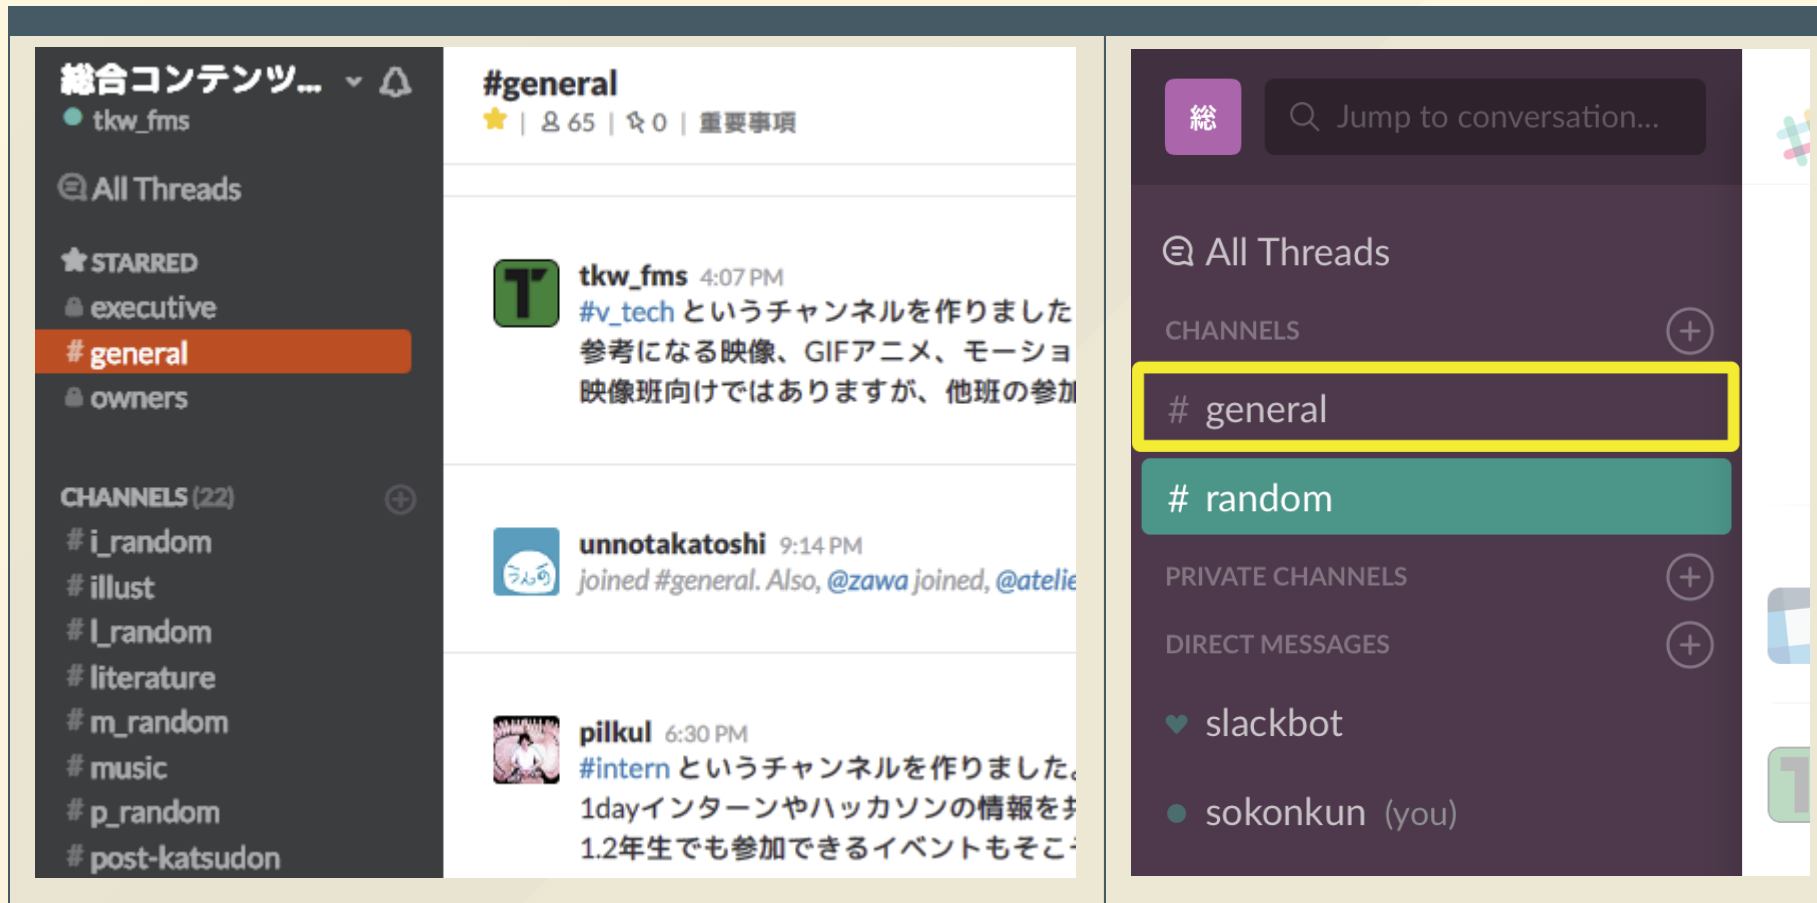 総合コンテンツ...
tkw_fms
All Threads
STARRED
executive
# general
owners
CHANNELS (22)
# i_random
# illust
# l_random
# literature
# m_random
# music
# p_random
# post-katsudon
#general
65 | 0 | 重要事項
tkw_fms 4:07 PM
#v_tech というチャンネルを作りました
参考になる映像、GIFアニメ、モーショ
映像班向けではありますが、他班の参加
unnotakatoshi 9:14 PM
うんの
joined #general. Also, @zawa joined, @atelie
pilkul 6:30 PM
#intern というチャンネルを作りました。
1dayインターンやハッカソンの情報を共
1.2年生でも参加できるイベントもそこそ
総
Jump to conversation...
All Threads
CHANNELS
# general
# random
PRIVATE CHANNELS
DIRECT MESSAGES
slackbot
sokonkun (you)